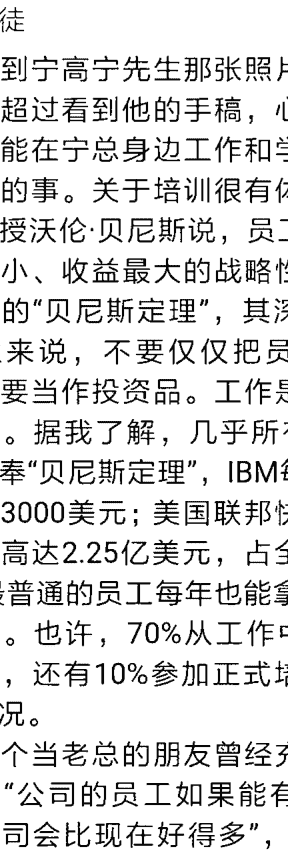 徒
到宁高宁先生那张照片
超过看到他的手稿，心
能在宁总身边工作和学
的事。关于培训很有体
授沃伦·贝尼斯说，员工
小、收益最大的战略性
的“贝尼斯定理”，其深
来说，不要仅仅把员
要当作投资品。工作是
。据我了解，几乎所有
奉“贝尼斯定理”，IBM每
3000美元；美国联邦快
高达2.25亿美元，占全
最普通的员工每年也能拿
。也许，70%从工作中
，还有10%参加正式培
况。
个当老总的朋友曾经充
“公司的员工如果能有
司会比现在好得多”，